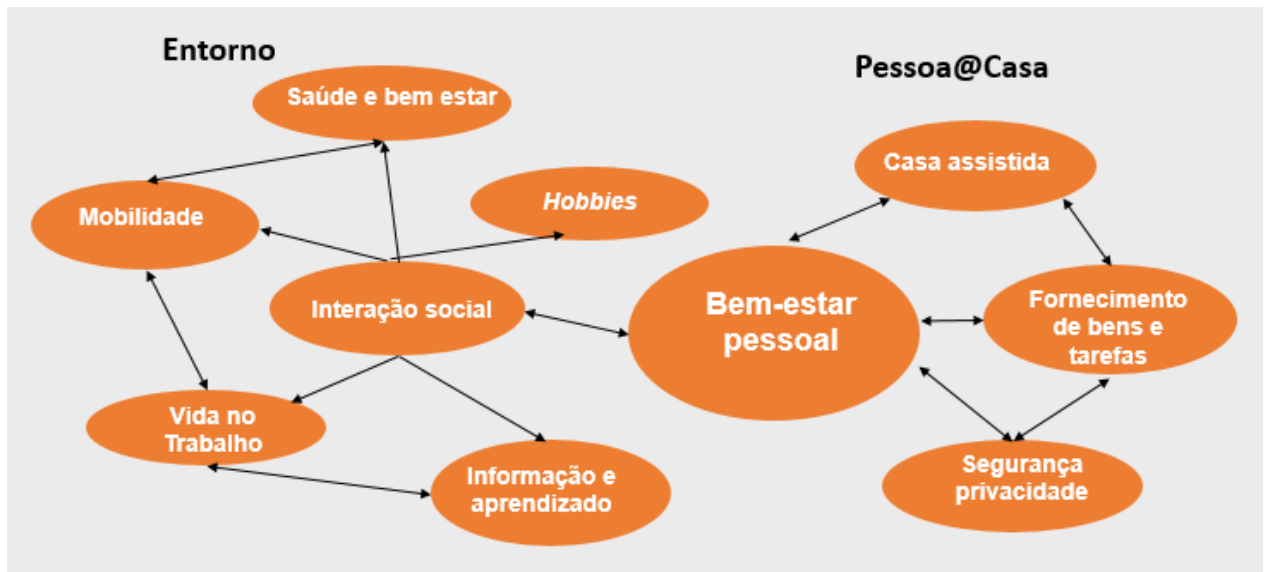 Entorno
Saúde e bem estar
Mobilidade
Hobbies
Interação social
Vida no
Trabalho
Informação e
aprendizado
Pessoa@Casa
Casa assistida
Bem-estar
pessoal
Fornecimento
de bens e
tarefas
Segurança
privacidade